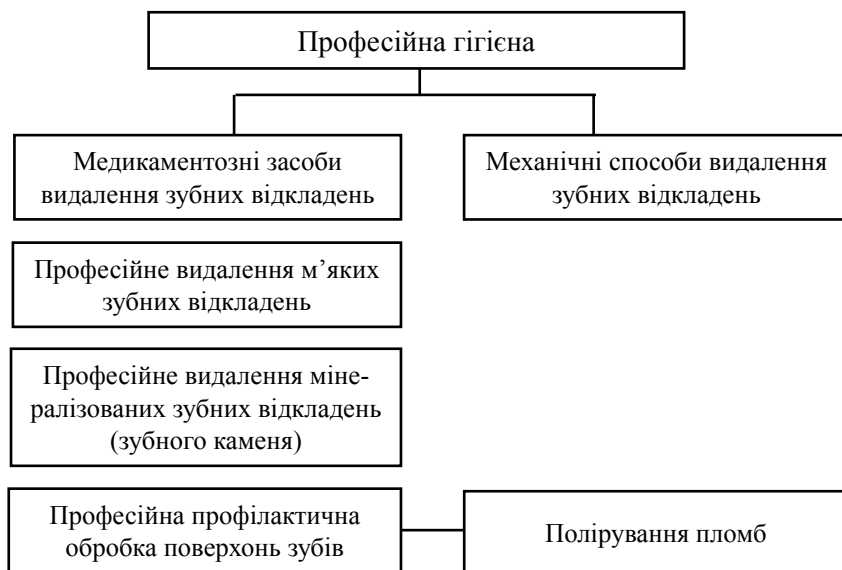 Професійна гігієна
Медикаментозні засоби
видалення зубних відкладень
Механічні способи видалення
зубних відкладень
Професійне видалення м’яких
зубних відкладень
Професійне видалення міне-
ралізованих зубних відкладень
(зубного каменя)
Професійна профілактична
обробка поверхонь зубів
Полірування пломб